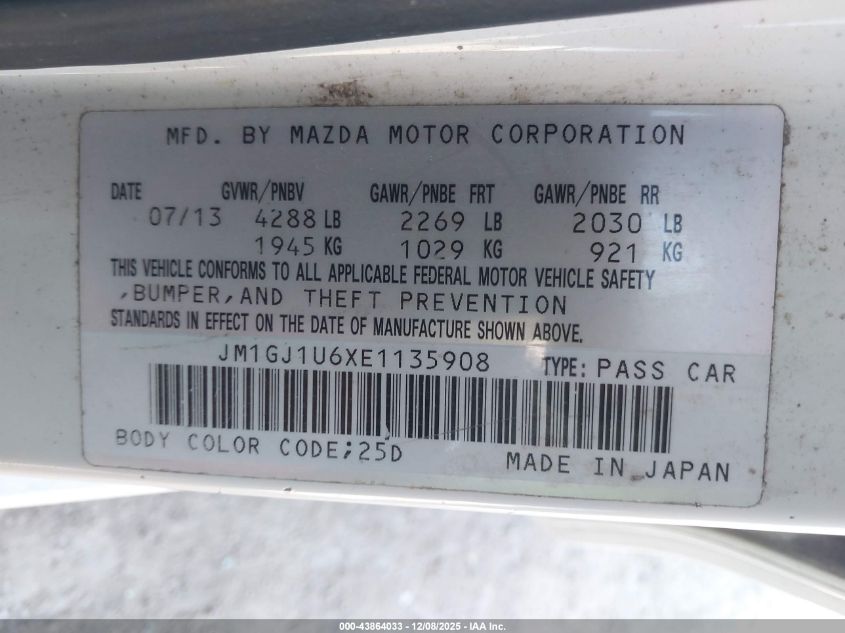 MFD. BY MAZDA MOTOR CORPORATION
DATE GVWR/PNBV GAWR/PNBE FRT GAWR/PNBE RR
07/13 4288 LB 2269 LB 2030 LB
1945 KG 1029 KG 921 KG
THIS VEHICLE CONFORMS TO ALL APPLICABLE FEDERAL MOTOR VEHICLE SAFETY
,BUMPER,AND THEFT PREVENTION
STANDARDS IN EFFECT ON THE DATE OF MANUFACTURE SHOWN ABOVE.
JM1GJ1U6XE1135908 TYPE: PASS CAR
BODY COLOR CODE;25D
MADE IN JAPAN
000-43864033 - 12/08/2025 - IAA Inc.